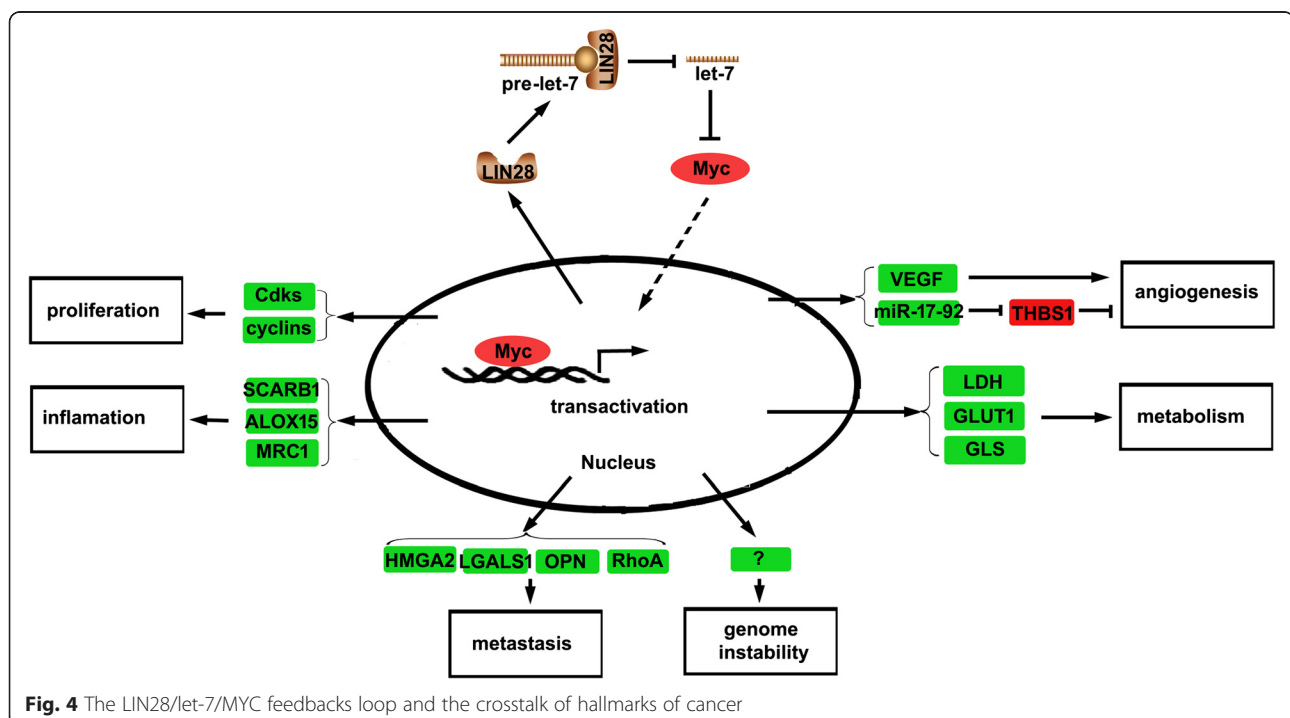 LIN28
pre-let-7
let-7
LIN28
Myc
Cdks
cyclins
proliferation
VEGF
miR-17-92
THBS1
angiogenesis
Myc
transactivation
Nucleus
SCARB1
ALOX15
MRC1
inflamation
LDH
GLUT1
GLS
metabolism
HMGA2
LGALS1
OPN
RhoA
?
metastasis
genome
instability
Fig. 4 The LIN28/let-7/MYC feedbacks loop and the crosstalk of hallmarks of cancer